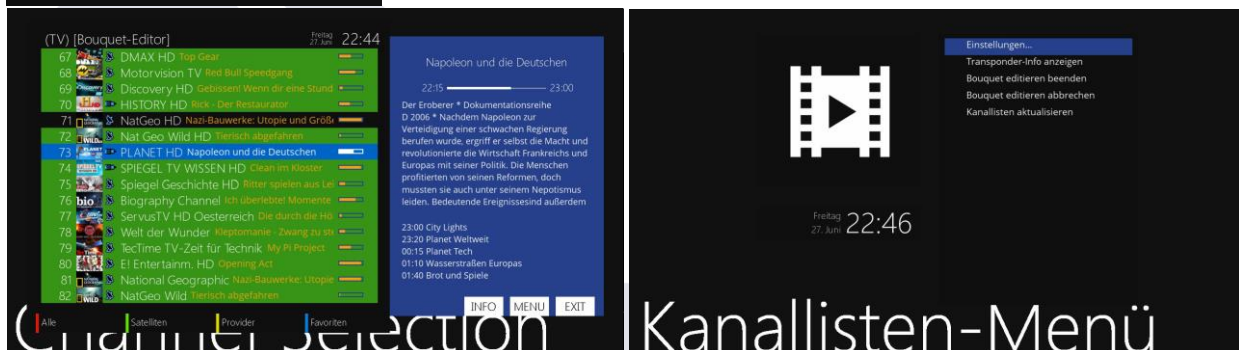 (TV) [Bouquet-Editor]
Freitag
27. Juni
22:44
67 DMAX HD Top Gear
68 Motorvision TV Red Bull Speedgang
69 Discovery HD Gebissen! Wenn dir eine Stund
70 HISTORY HD Rick - Der Restaurator
71 NatGeo HD Nazi-Bauwerke: Utopie und Größe
72 Nat Geo Wild HD Tierisch abgefahren
73 PLANET HD Napoleon und die Deutschen
74 SPIEGEL TV WISSEN HD Clean im Kloster
75 Spiegel Geschichte HD Ritter spielen aus Lei
76 bio Biography Channel Ich überlebte! Momente
77 ServusTV HD Oesterreich Die durch die Hö
78 Welt der Wunder Kleptomanie - Zwang zu ste
79 TecTime TV-Zeit für Technik My Pi Project
80 E! Entertainm. HD Opening Act
81 National Geographic Nazi-Bauwerke: Utopie
82 NatGeo Wild Tierisch abgefahren
Alle
Satelliten
Provider
Favoriten
Napoleon und die Deutschen
22:15 23:00
Der Eroberer * Dokumentationsreihe
D 2006 * Nachdem Napoleon zur
Verteidigung einer schwachen Regierung
berufen wurde, ergriff er selbst die Macht und
revolutionierte die Wirtschaft Frankreichs und
Europas mit seiner Politik. Die Menschen
profitierten von seinen Reformen, doch
mussten sie auch unter seinem Nepotismus
leiden. Bedeutende Ereignissesind außerdem
23:00 City Lights
23:20 Planet Weltweit
00:15 Planet Tech
01:10 Wasserstraßen Europas
01:40 Brot und Spiele
INFO MENU EXIT
Channel Selection
Freitag
27. Juni
22:46
Einstellungen...
Transponder-Info anzeigen
Bouquet editieren beenden
Bouquet editieren abbrechen
Kanallisten aktualisieren
Kanallisten-Menü